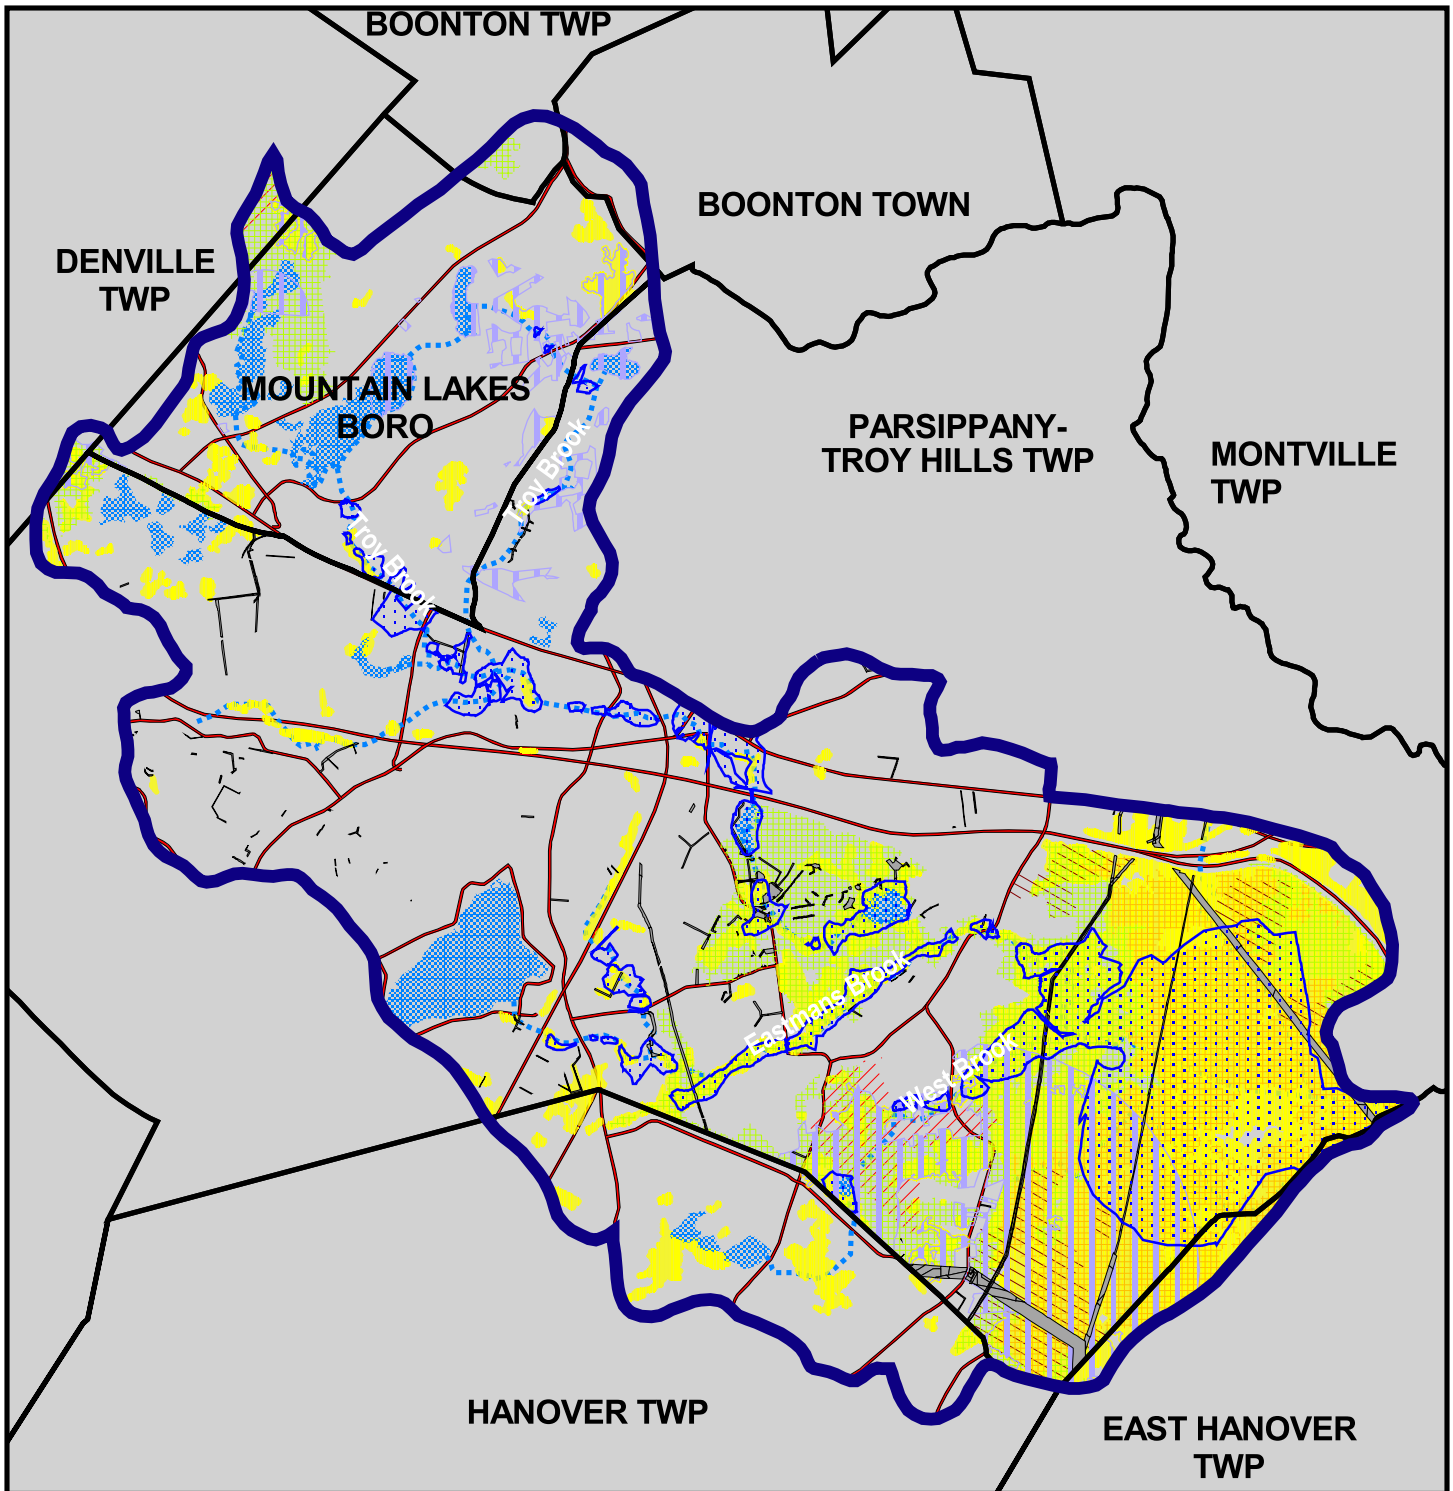 BOONTON TWP
BOONTON TOWN
DENVILLE
TWP
MOUNTAIN LAKES
BORO
PARSIPPANY-
TROY HILLS TWP
MONTVILLE
TWP
Troy Brook
Troy Brook
Eastmans Brook
West Brook
HANOVER TWP
EAST HANOVER
TWP